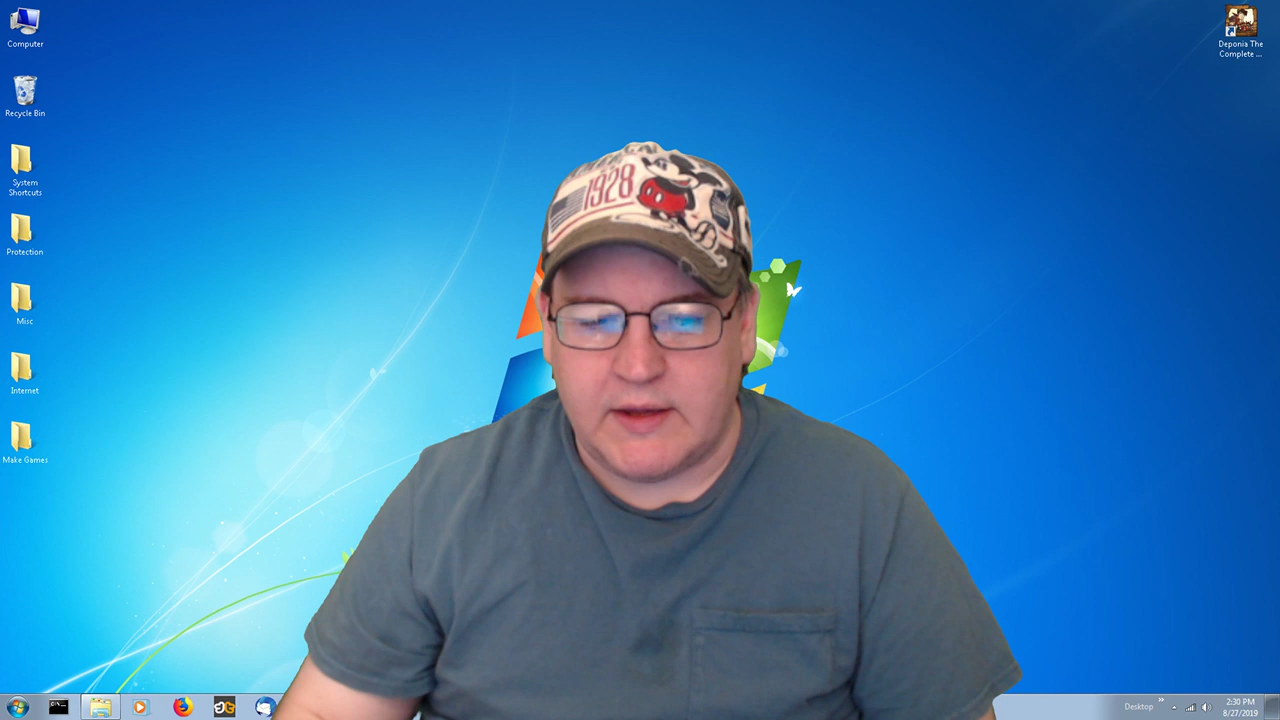 Computer
Recycle Bin
System
Shortcuts
Protection
Misc
Internet
Make Games
Deponia The
Complete ...
1928
Desktop
2:30 PM
8/27/2019